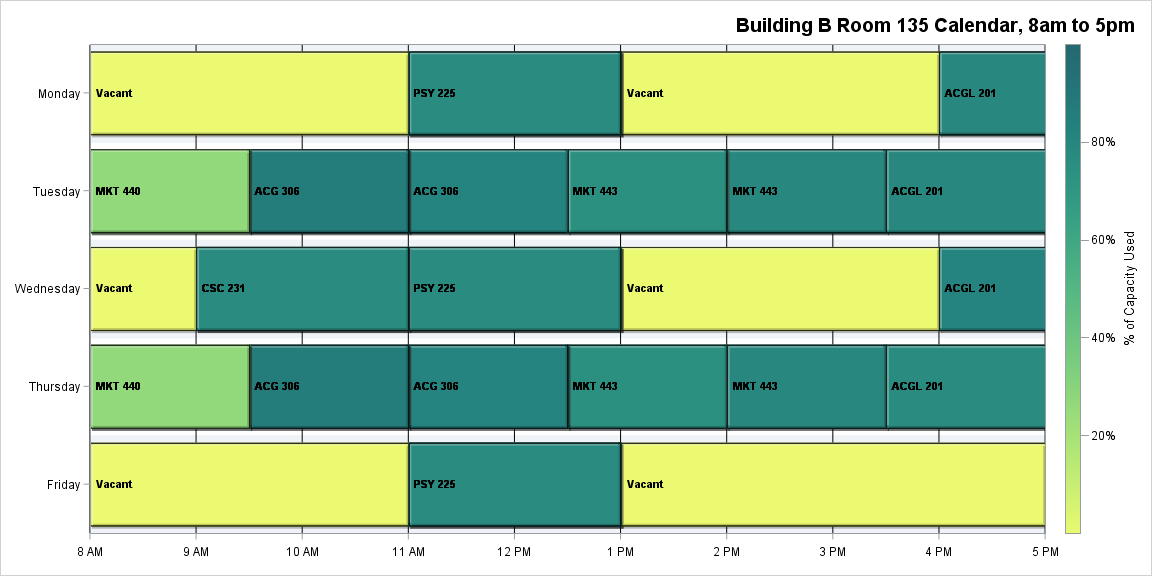 Building B Room 135 Calendar, 8am to 5pm
Monday
Vacant
PSY 225
Vacant
ACGL 201
Tuesday
MKT 440
ACG 306
ACG 306
MKT 443
MKT 443
ACGL 201
Wednesday
Vacant
CSC 231
PSY 225
Vacant
ACGL 201
Thursday
MKT 440
ACG 306
ACG 306
MKT 443
MKT 443
ACGL 201
Friday
Vacant
PSY 225
Vacant
8 AM
9 AM
10 AM
11 AM
12 PM
1 PM
2 PM
3 PM
4 PM
5 PM
80%
60%
40%
20%
% of Capacity Used